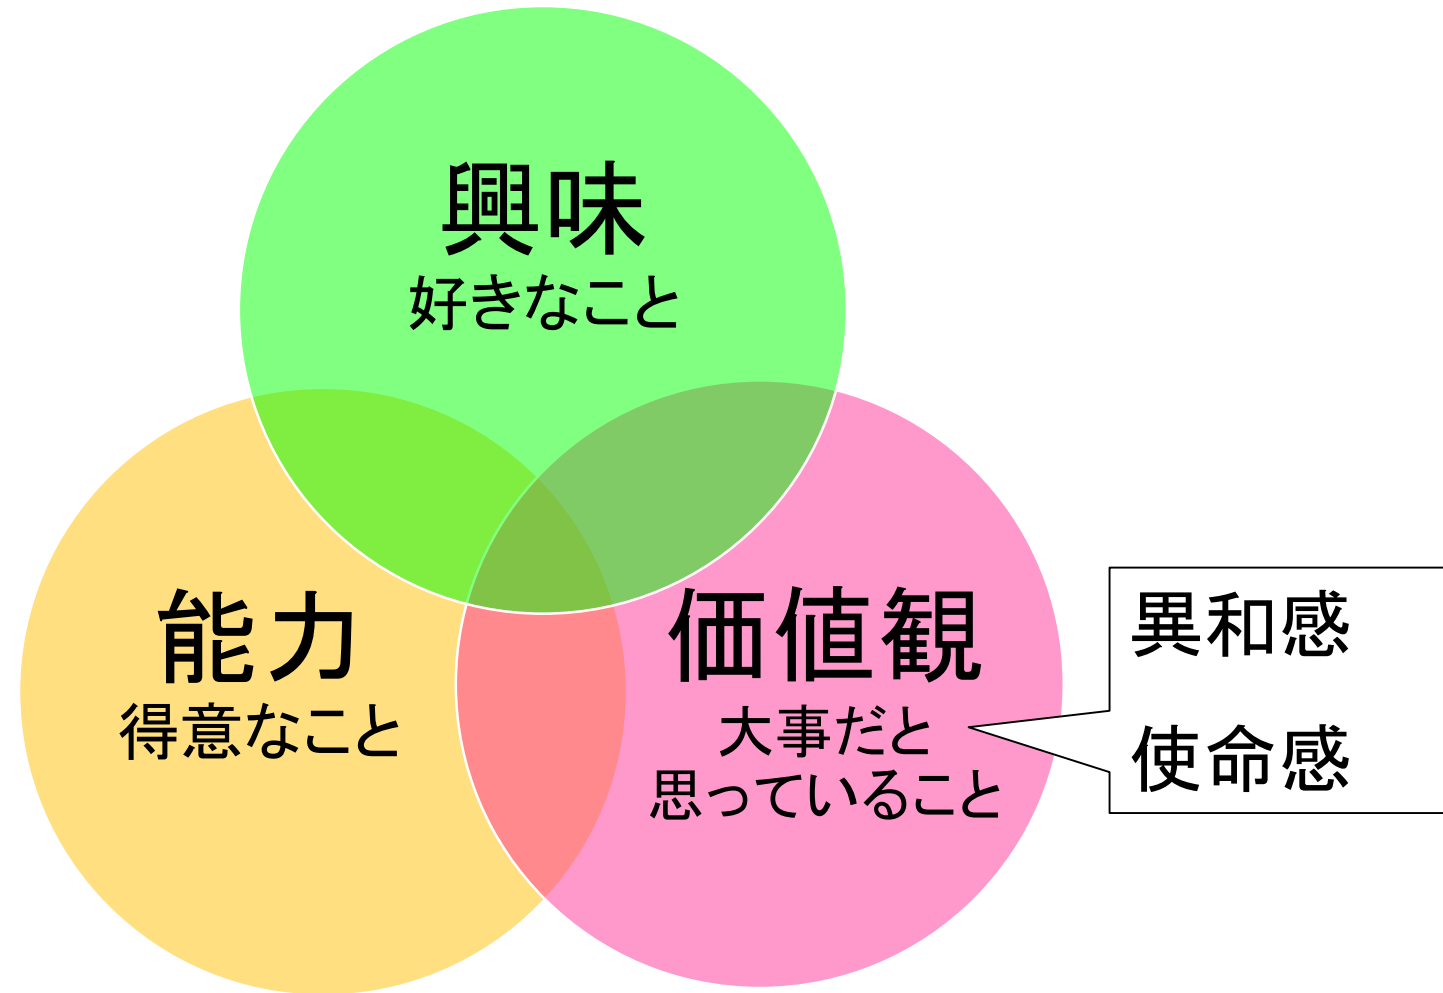 興味
好きなこと
能力
得意なこと
価値観
大事だと
思っていること
異和感
使命感